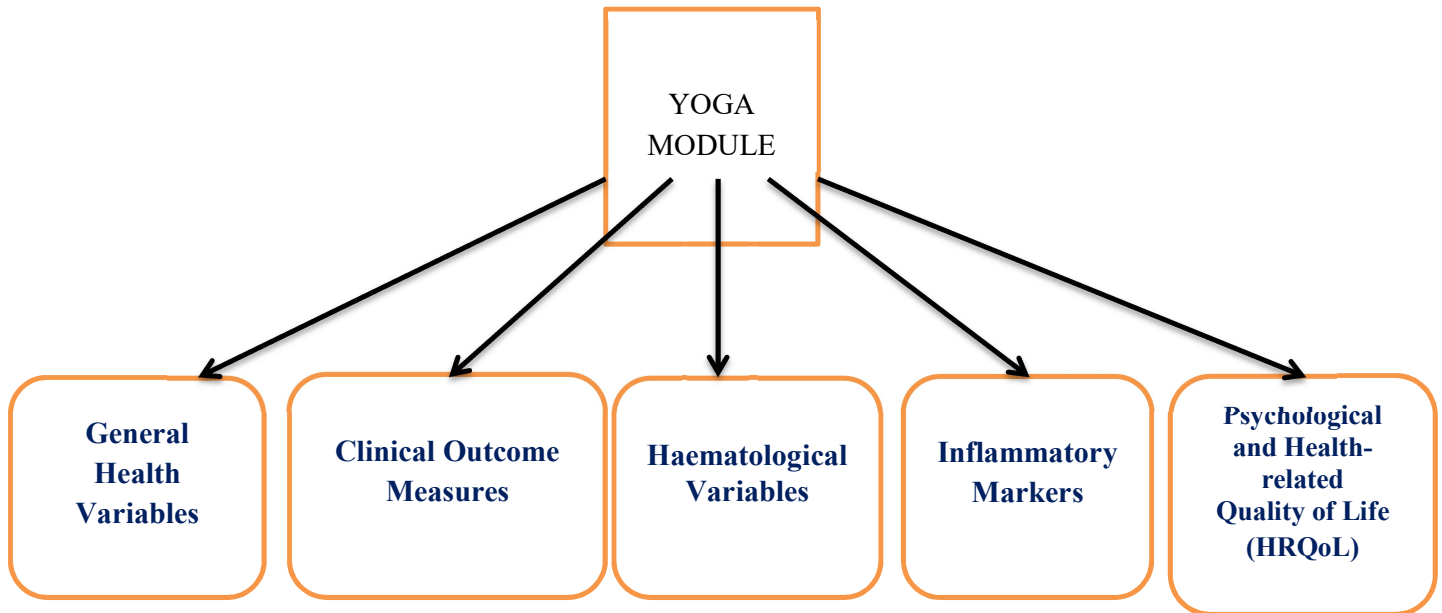 YOGA
MODULE
General
Health
Variables
Clinical Outcome
Measures
Haematological
Variables
Inflammatory
Markers
Psychological
and Health-
related
Quality of Life
(HRQoL)